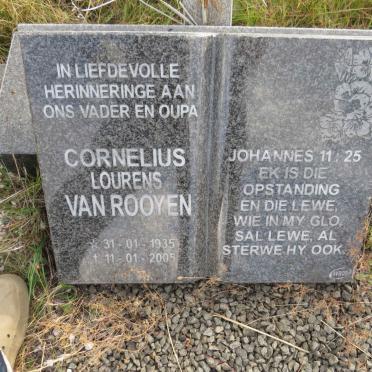 IN LIEFDEVOLLE
HERINNERINGE AAN
ONS VADER EN OUPA
CORNELIUS
LOURENS
VAN ROOYEN
☆ 31-01-1935
† 11-01-2005
JOHANNES 11:25
EK IS DIE
OPSTANDING
EN DIE LEWE,
WIE IN MY GLO,
SAL LEWE, AL
STERWE HY OOK.